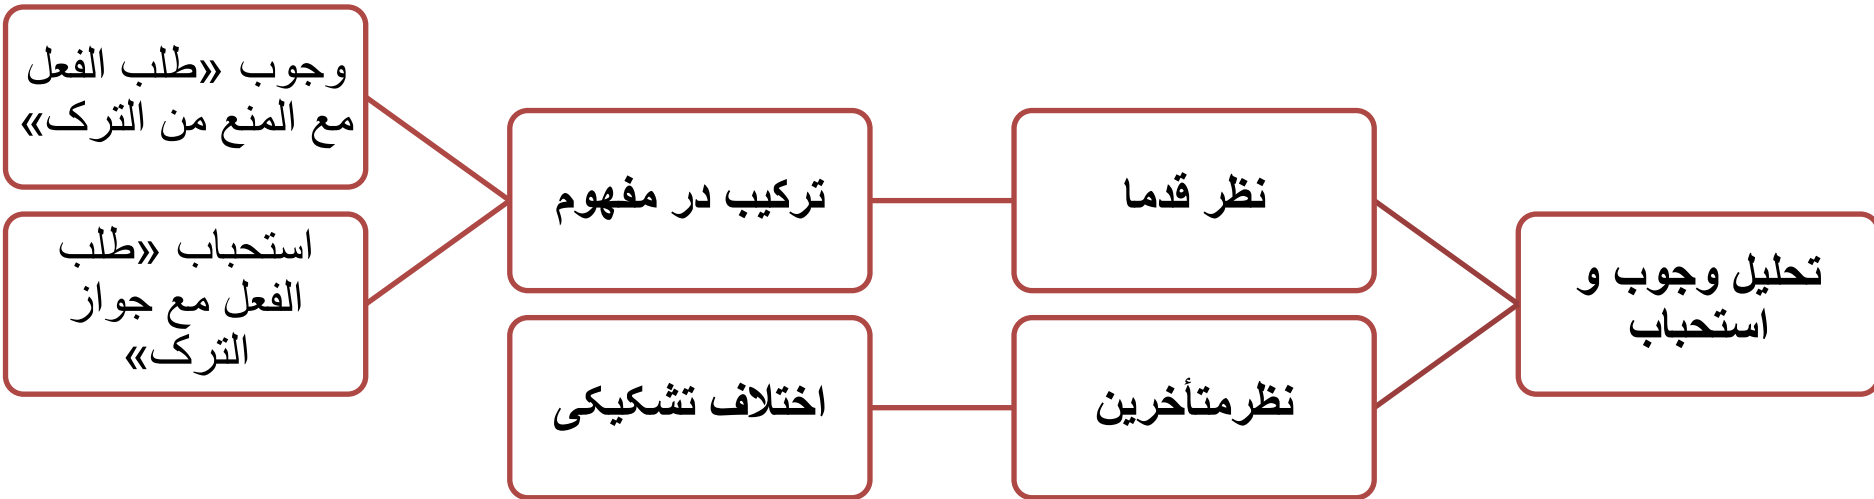 تحلیل وجوب و
استحباب
نظر قدما
ترکیب در مفهوم
وجوب «طلب الفعل
مع المنع من الترک»
استحباب «طلب
الفعل مع جواز
الترک»
نظرمتأخرین
اختلاف تشکیکی